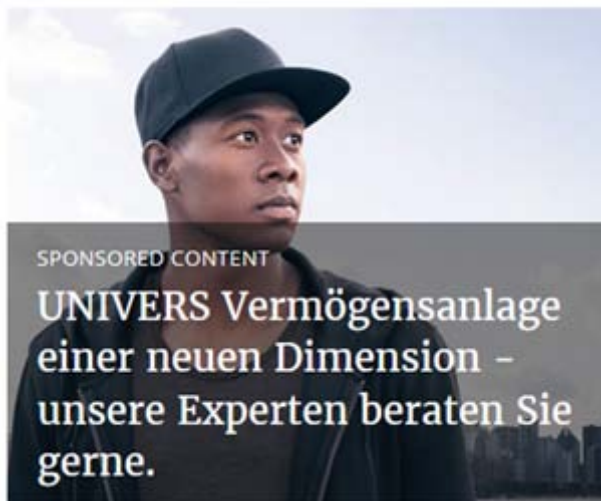 SPONSORED CONTENT
UNIVERS Vermögensanlage
einer neuen Dimension -
unsere Experten beraten Sie
gerne.